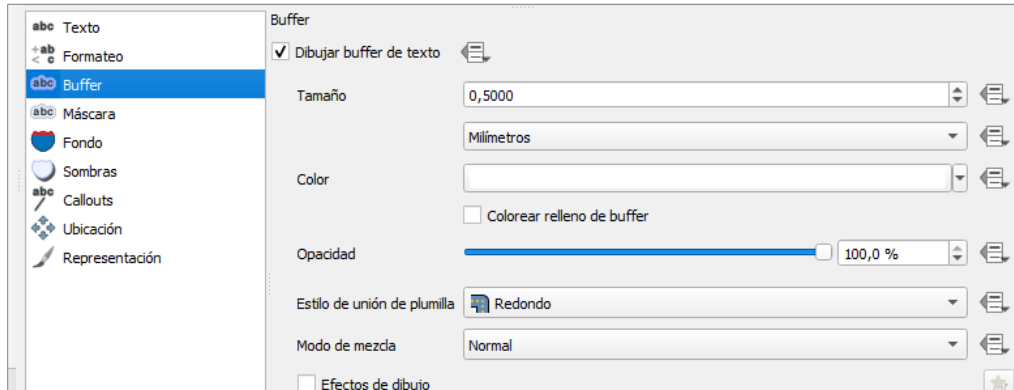 abc Texto
+ab < c Formateo
abc Buffer
abc Máscara
Fondo
Sombras
abc Callouts
Ubicación
Representación
Buffer
Dibujar buffer de texto
Tamaño 0,5000
Milímetros
Color
Colorear relleno de buffer
Opacidad 100,0 %
Estilo de unión de plumilla Redondo
Modo de mezcla Normal
Efectos de dibujo